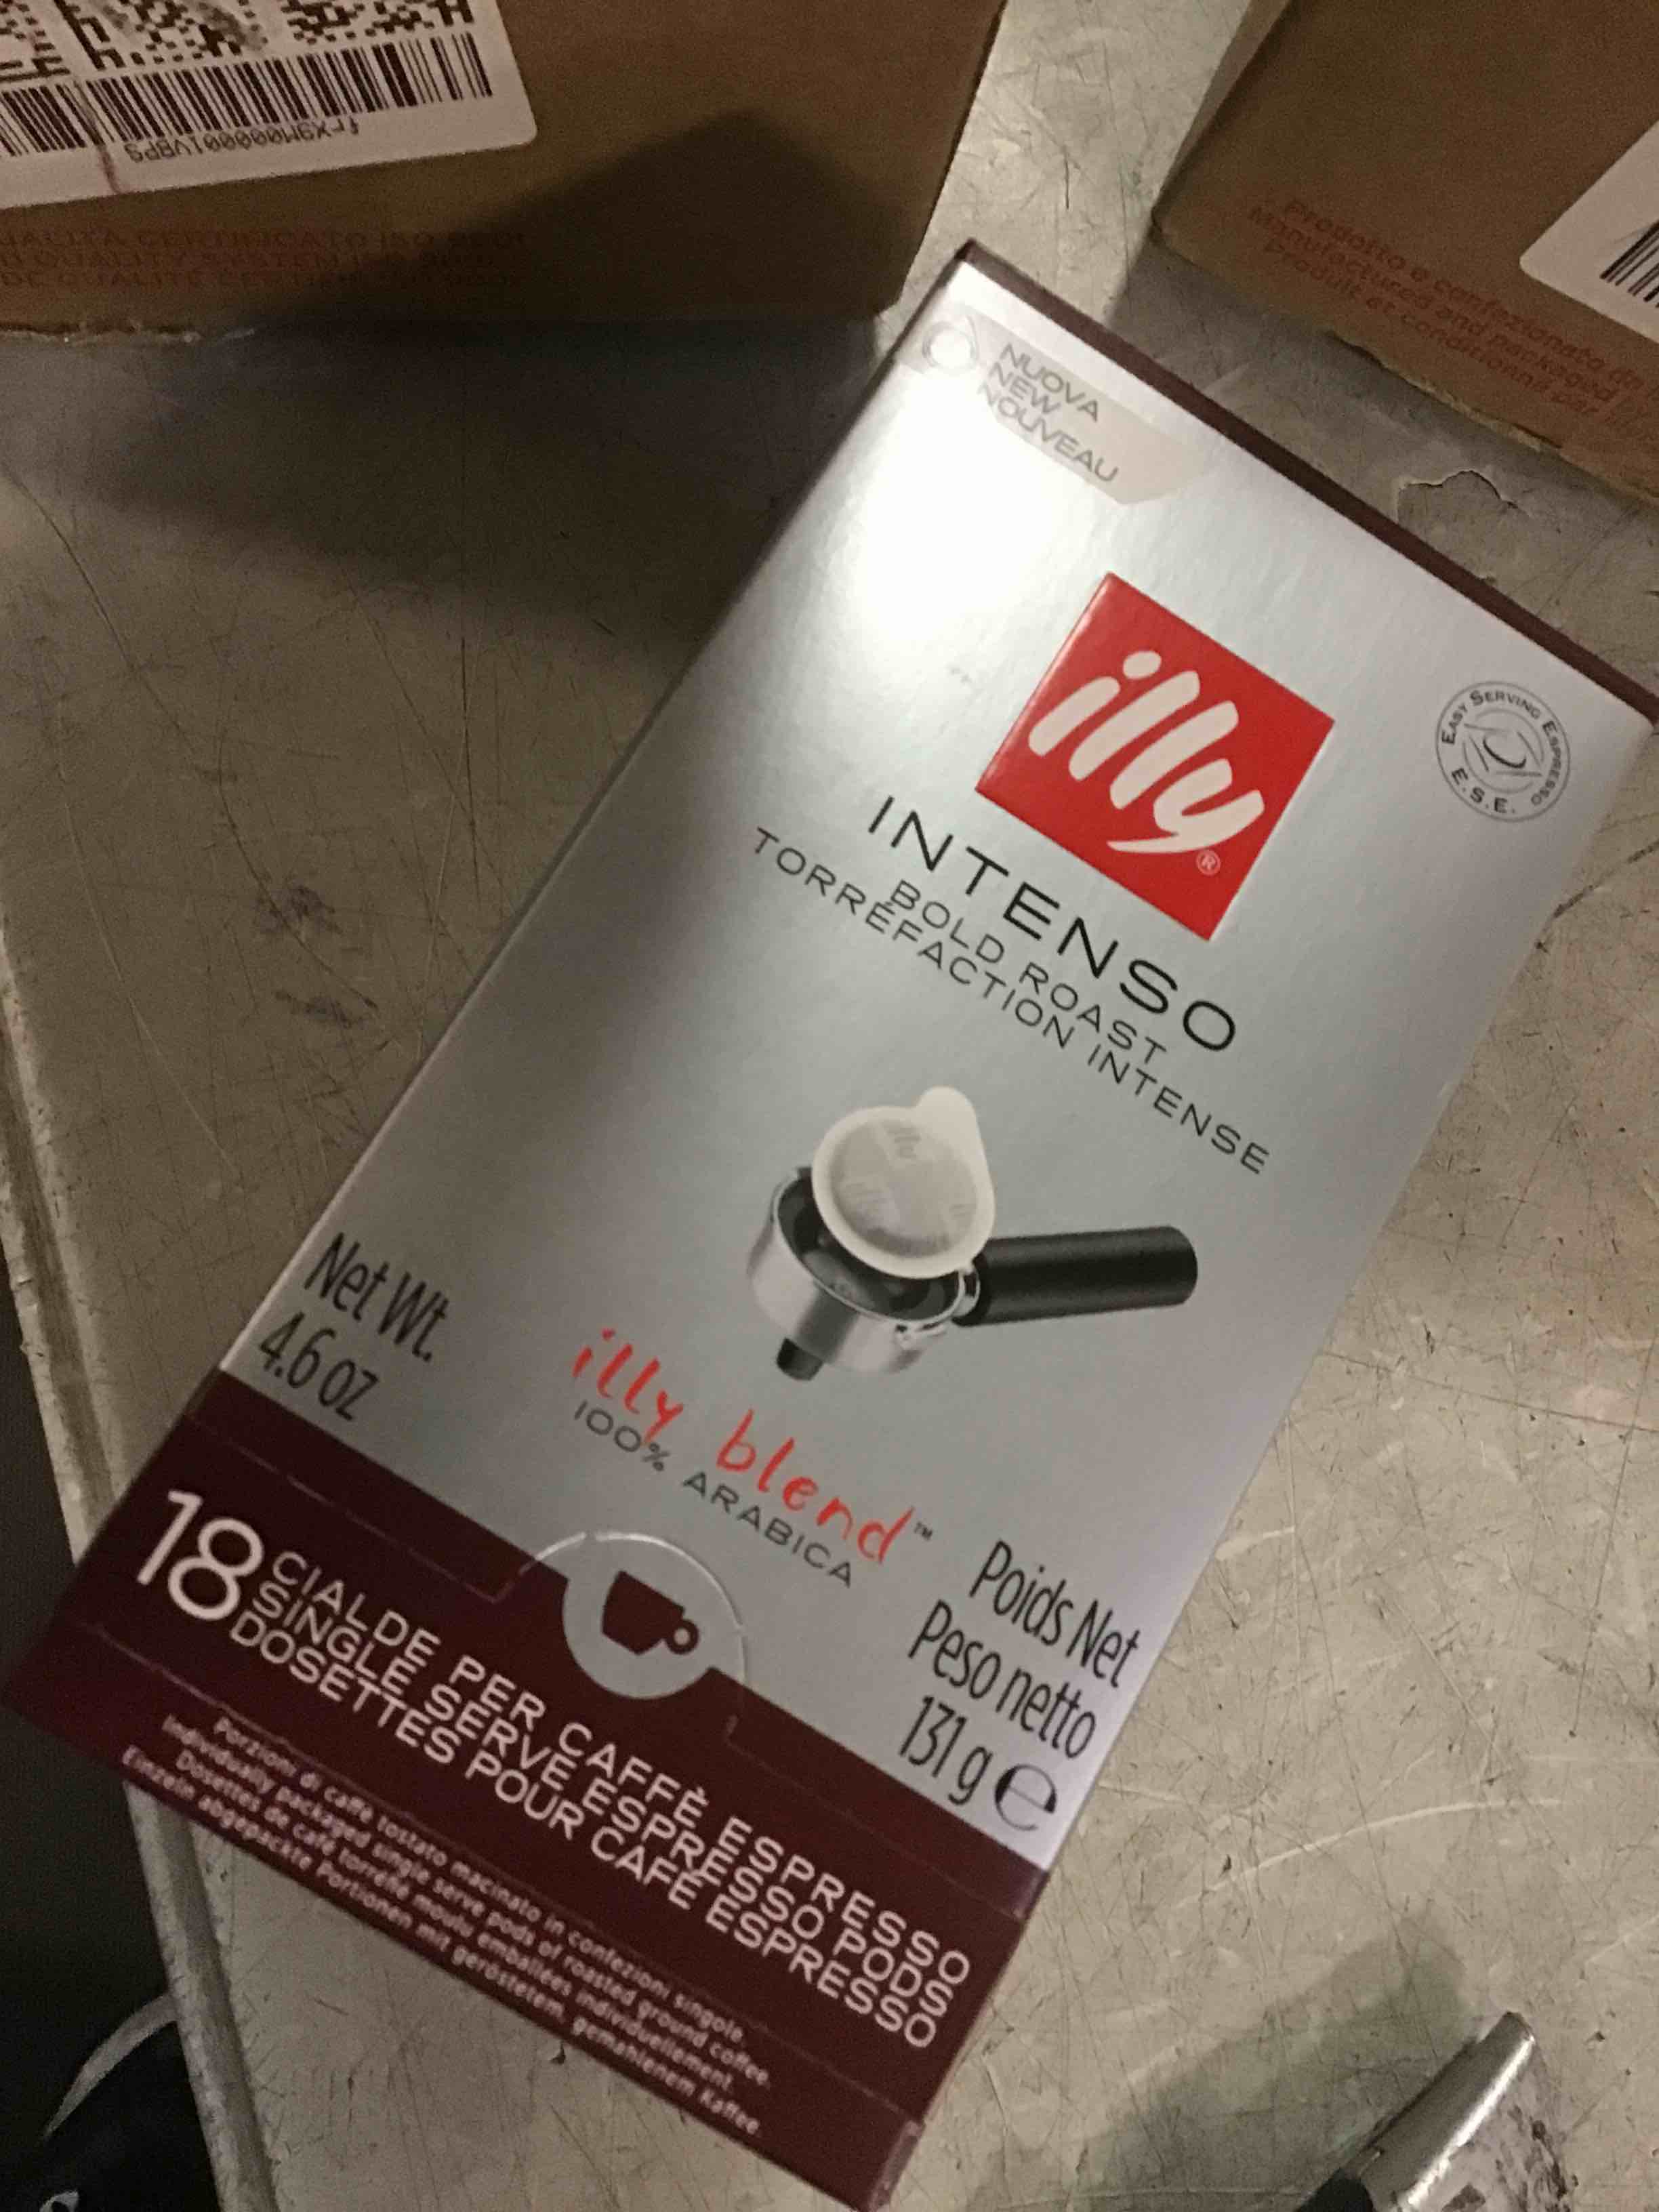 frX9M00000lVBPS
NUOVA
NEW
NOUVEAU
illy®
EASY SERVING ESPRESSO
E.S.E.
INTENSO
BOLD ROAST
TORRÉFACTION INTENSE
Net Wt.
4.6 oz
illy blend™
100% ARABICA
Poids Net
Peso netto
131 g e
18
CIALDE PER CAFFÈ ESPRESSO
SINGLE SERVE ESPRESSO PODS
DOSETTES POUR CAFÉ ESPRESSO
Porzioni di caffè tostato macinato in confezioni singole.
Individually packaged single serve pods of roasted ground coffee.
Dosettes de café torréfié moulu emballées individuellement.
Einzeln abgepackte Portionen mit geröstetem, gemahlenem Kaffee.
Prodotto e confezionato da
Manufactured and packaged
Produit et conditionné par